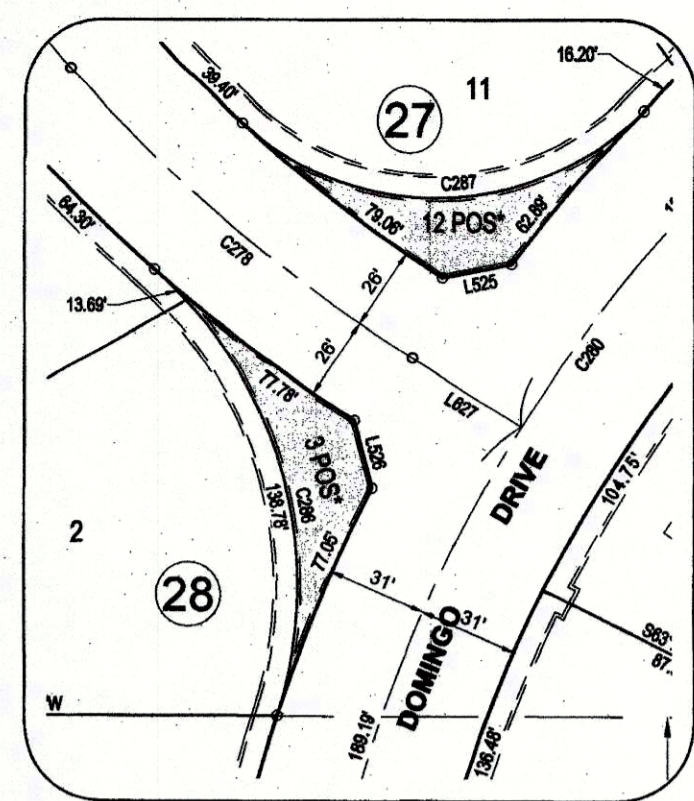 16.20'
39.40'
11
27
C287
64.30'
79.06'
12 POS*
62.89'
C278
L525
26'
13.69'
26'
C280
77.78'
L627
L526
3 POS*
DRIVE
104.75'
138.78'
C286
2
77.05'
28
31'
31'
DOMINGO
S63°
87.
'W
189.19'
136.48'